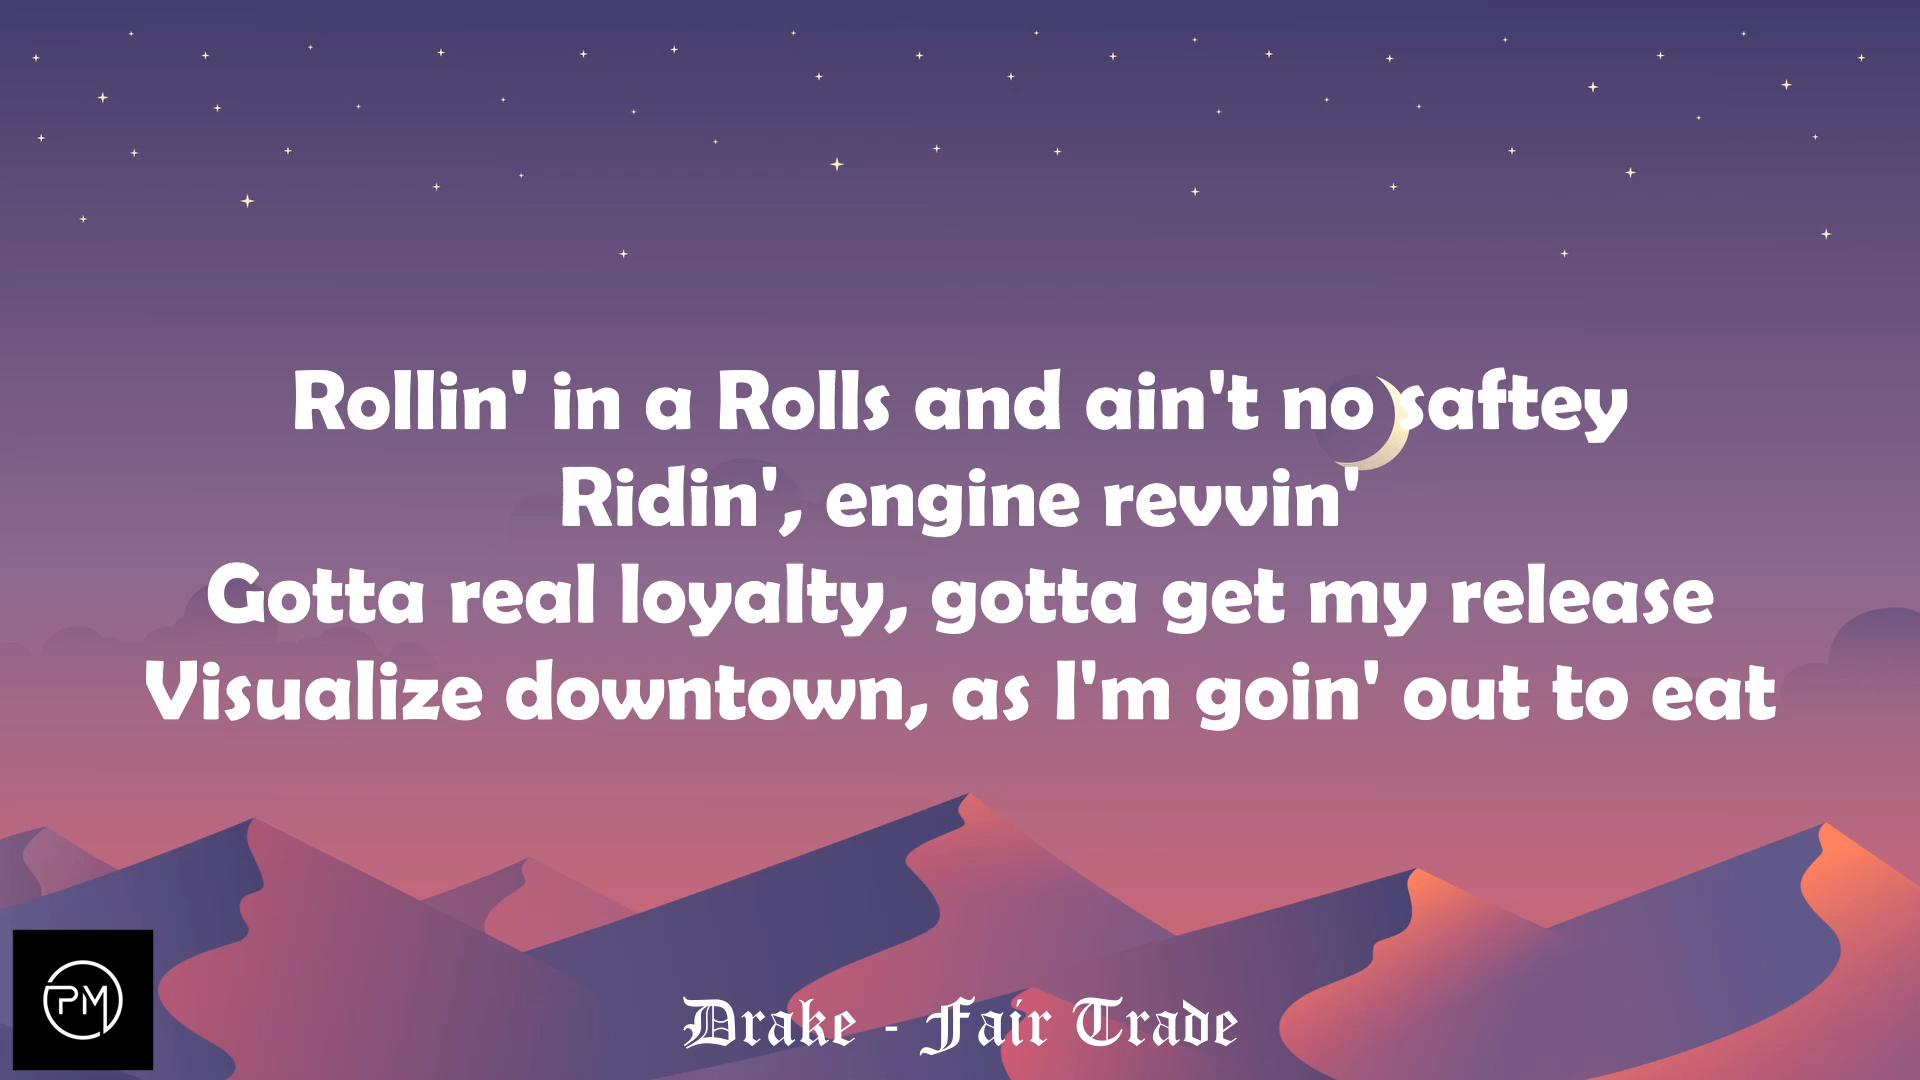 Rollin' in a Rolls and ain't no saftey
Ridin', engine revvin'
Gotta real loyalty, gotta get my release
Visualize downtown, as I'm goin' out to eat
PM
Drake - Fair Trade